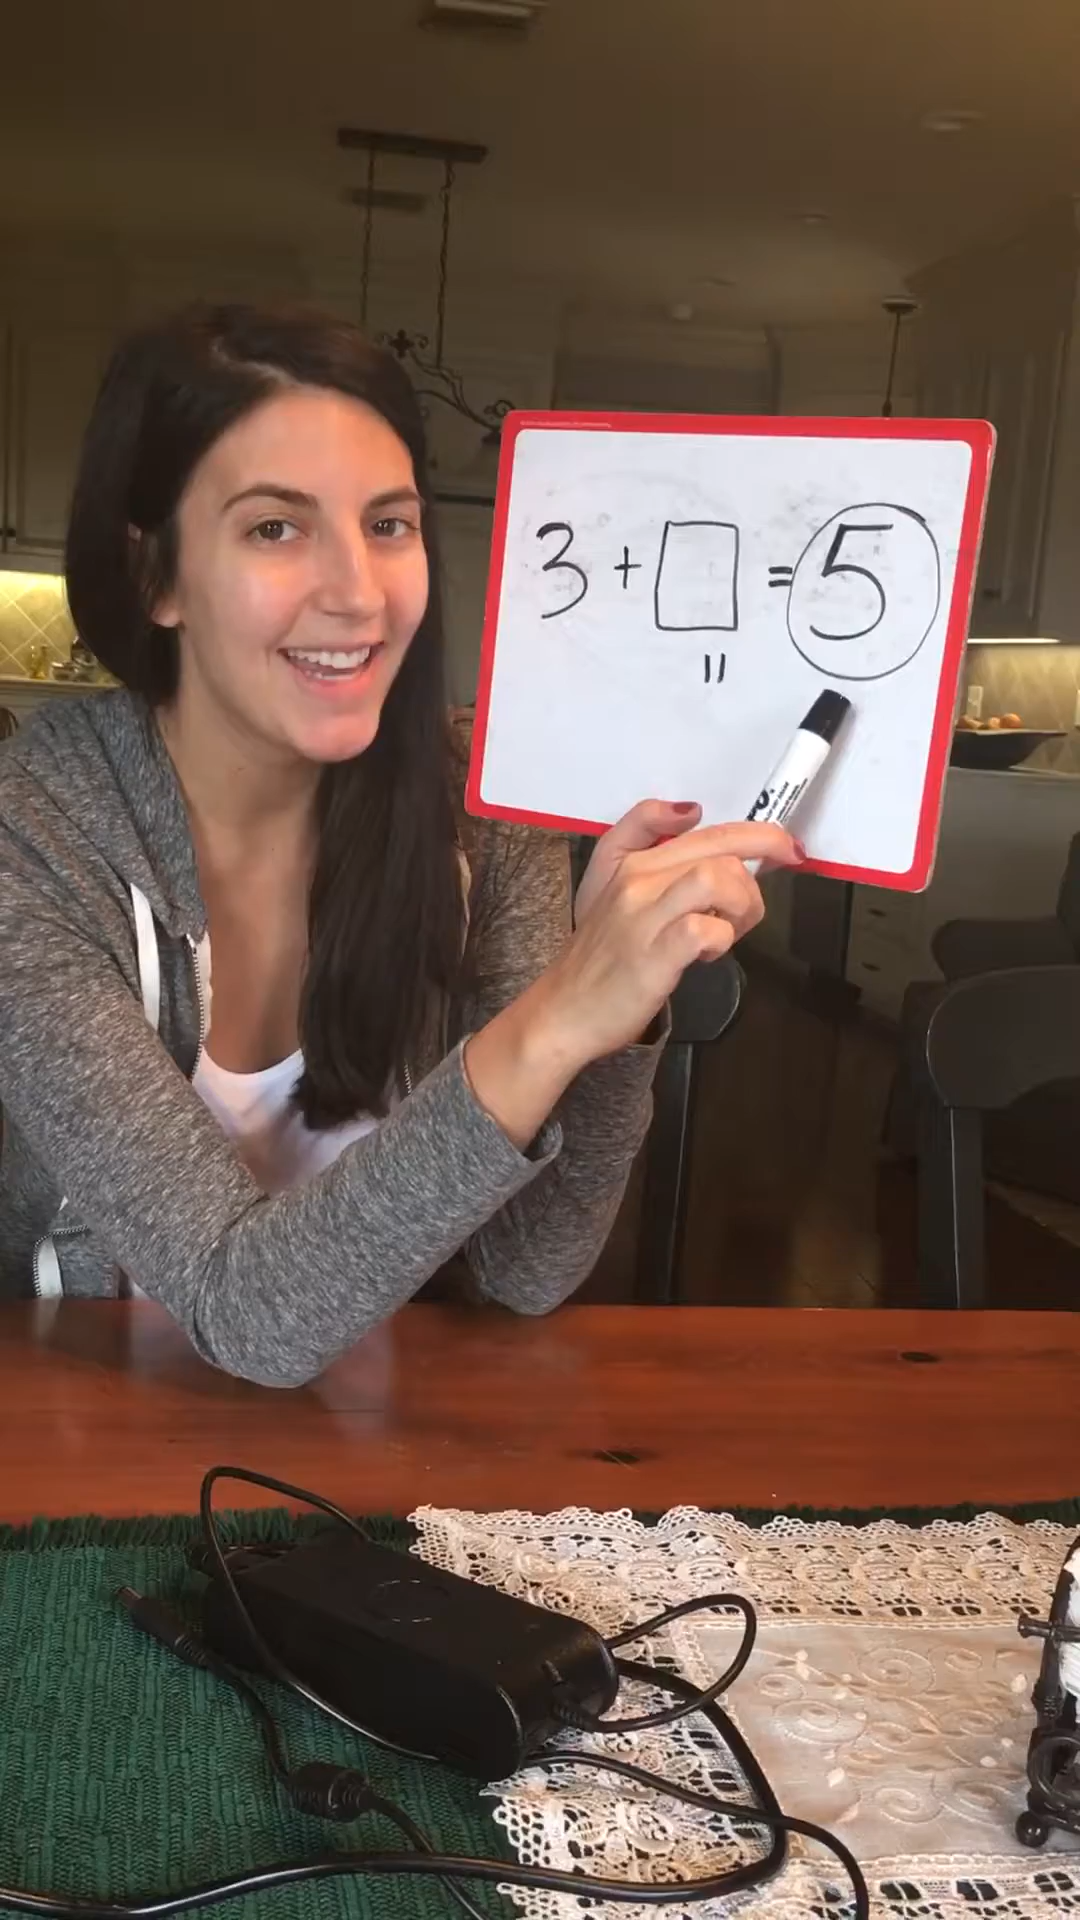 3 + □ = 5
"